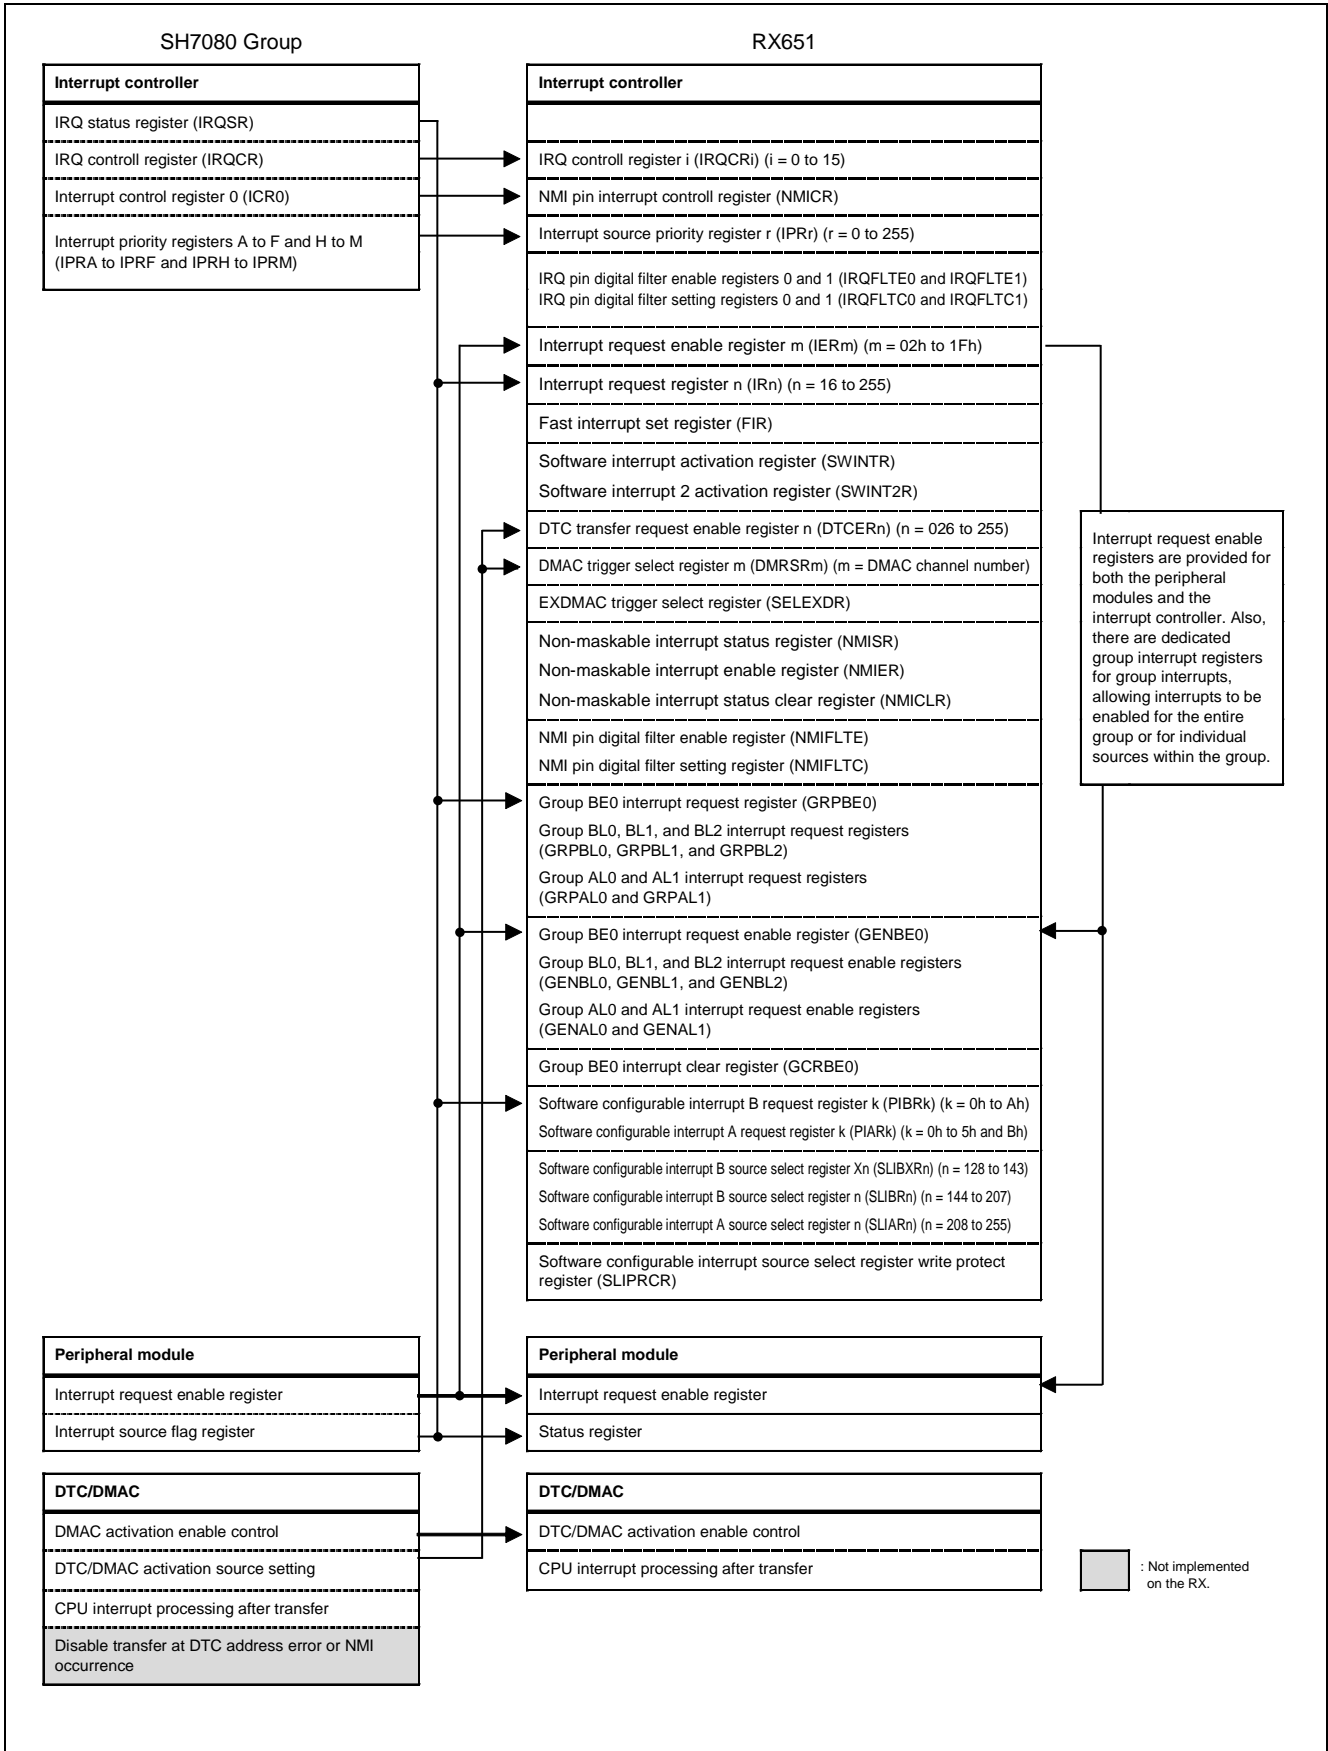 SH7080 Group
RX651
Interrupt controller
IRQ status register (IRQSR)
IRQ controll register (IRQCR)
Interrupt control register 0 (ICR0)
Interrupt priority registers A to F and H to M
(IPRA to IPRF and IPRH to IPRM)
Interrupt controller
IRQ controll register i (IRQCRi) (i = 0 to 15)
NMI pin interrupt controll register (NMICR)
Interrupt source priority register r (IPRr) (r = 0 to 255)
IRQ pin digital filter enable registers 0 and 1 (IRQFLTE0 and IRQFLTE1)
IRQ pin digital filter setting registers 0 and 1 (IRQFLTC0 and IRQFLTC1)
Interrupt request enable register m (IERm) (m = 02h to 1Fh)
Interrupt request register n (IRn) (n = 16 to 255)
Fast interrupt set register (FIR)
Software interrupt activation register (SWINTR)
Software interrupt 2 activation register (SWINT2R)
DTC transfer request enable register n (DTCERn) (n = 026 to 255)
DMAC trigger select register m (DMRSRm) (m = DMAC channel number)
EXDMAC trigger select register (SELEXDR)
Non-maskable interrupt status register (NMISR)
Non-maskable interrupt enable register (NMIER)
Non-maskable interrupt status clear register (NMICLR)
NMI pin digital filter enable register (NMIFLTE)
NMI pin digital filter setting register (NMIFLTC)
Group BE0 interrupt request register (GRPBE0)
Group BL0, BL1, and BL2 interrupt request registers
(GRPBL0, GRPBL1, and GRPBL2)
Group AL0 and AL1 interrupt request registers
(GRPAL0 and GRPAL1)
Group BE0 interrupt request enable register (GENBE0)
Group BL0, BL1, and BL2 interrupt request enable registers
(GENBL0, GENBL1, and GENBL2)
Group AL0 and AL1 interrupt request enable registers
(GENAL0 and GENAL1)
Group BE0 interrupt clear register (GCRBE0)
Software configurable interrupt B request register k (PIBRk) (k = 0h to Ah)
Software configurable interrupt A request register k (PIARk) (k = 0h to 5h and Bh)
Software configurable interrupt B source select register Xn (SLIBXRn) (n = 128 to 143)
Software configurable interrupt B source select register n (SLIBRn) (n = 144 to 207)
Software configurable interrupt A source select register n (SLIARn) (n = 208 to 255)
Software configurable interrupt source select register write protect
register (SLIPRCR)
Interrupt request enable
registers are provided for
both the peripheral
modules and the
interrupt controller. Also,
there are dedicated
group interrupt registers
for group interrupts,
allowing interrupts to be
enabled for the entire
group or for individual
sources within the group.
Peripheral module
Interrupt request enable register
Interrupt source flag register
Peripheral module
Interrupt request enable register
Status register
DTC/DMAC
DMAC activation enable control
DTC/DMAC activation source setting
CPU interrupt processing after transfer
Disable transfer at DTC address error or NMI
occurrence
DTC/DMAC
DTC/DMAC activation enable control
CPU interrupt processing after transfer
: Not implemented
on the RX.